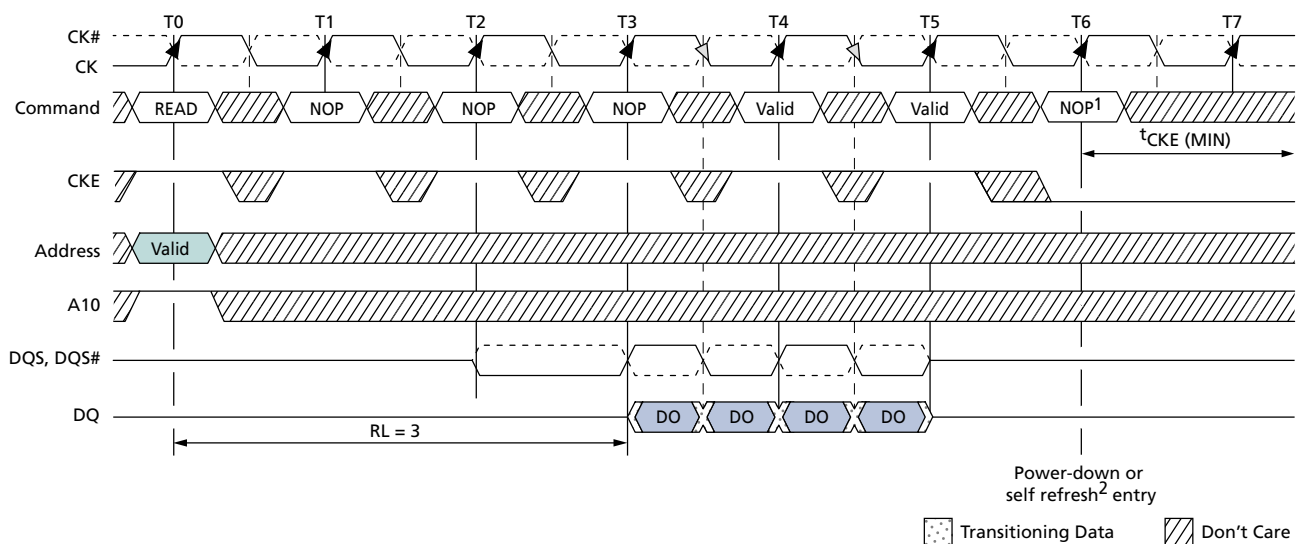 T0 T1 T2 T3 T4 T5 T6 T7
CK#
CK
Command READ NOP NOP NOP Valid Valid NOP1
tCKE (MIN)
CKE
Address Valid
A10
DQS, DQS#
DQ DO DO DO DO
RL = 3
Power-down or
self refresh2 entry
Transitioning Data Don't Care